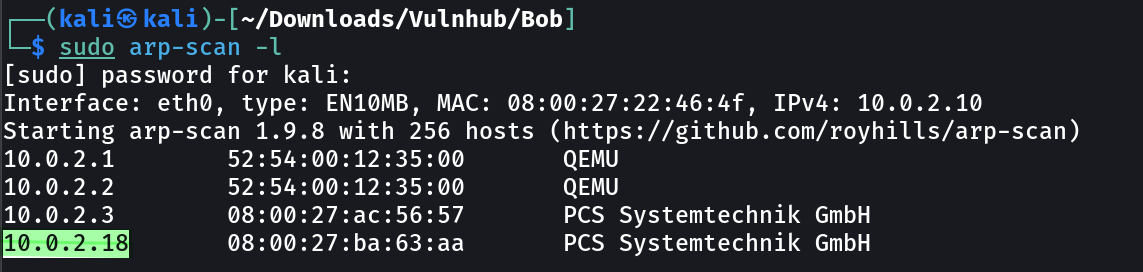 ┌──(kali㉿kali)-[~/Downloads/Vulnhub/Bob]
└─$ sudo arp-scan -l
[sudo] password for kali:
Interface: eth0, type: EN10MB, MAC: 08:00:27:22:46:4f, IPv4: 10.0.2.10
Starting arp-scan 1.9.8 with 256 hosts (https://github.com/royhills/arp-scan)
10.0.2.1 52:54:00:12:35:00 QEMU
10.0.2.2 52:54:00:12:35:00 QEMU
10.0.2.3 08:00:27:ac:56:57 PCS Systemtechnik GmbH
10.0.2.18 08:00:27:ba:63:aa PCS Systemtechnik GmbH